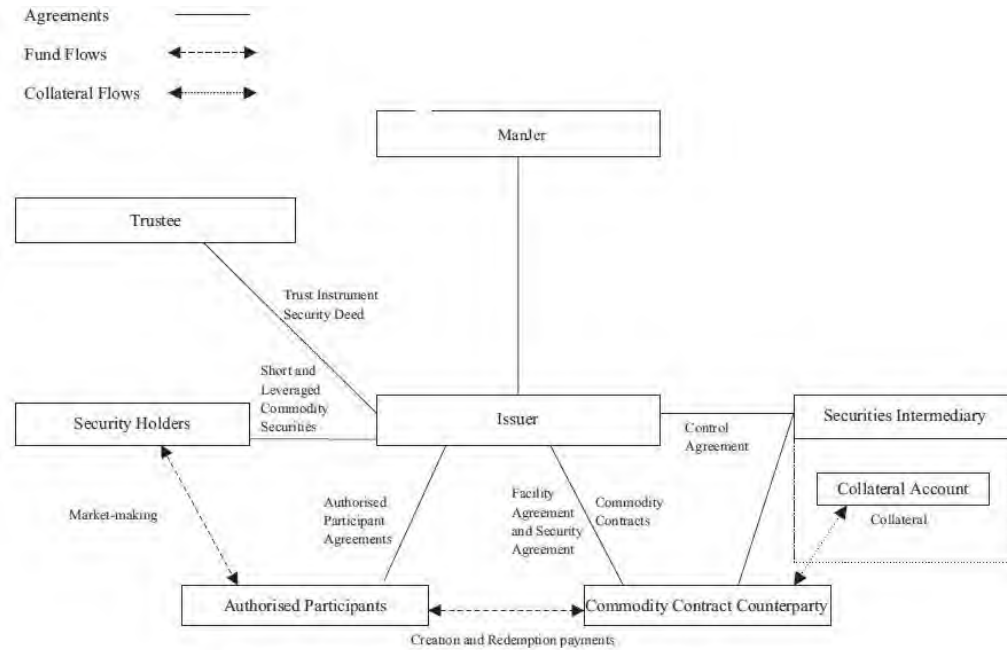 Agreements
Fund Flows
Collateral Flows
ManJer
Trustee
Trust Instrument
Security Deed
Short and
Leveraged
Commodity
Securities
Security Holders
Issuer
Securities Intermediary
Control
Agreement
Collateral Account
Collateral
Market-making
Authorised
Participant
Agreements
Facility
Agreement
and Security
Agreement
Commodity
Contracts
Authorised Participants
Commodity Contract Counterparty
Creation and Redemption payments